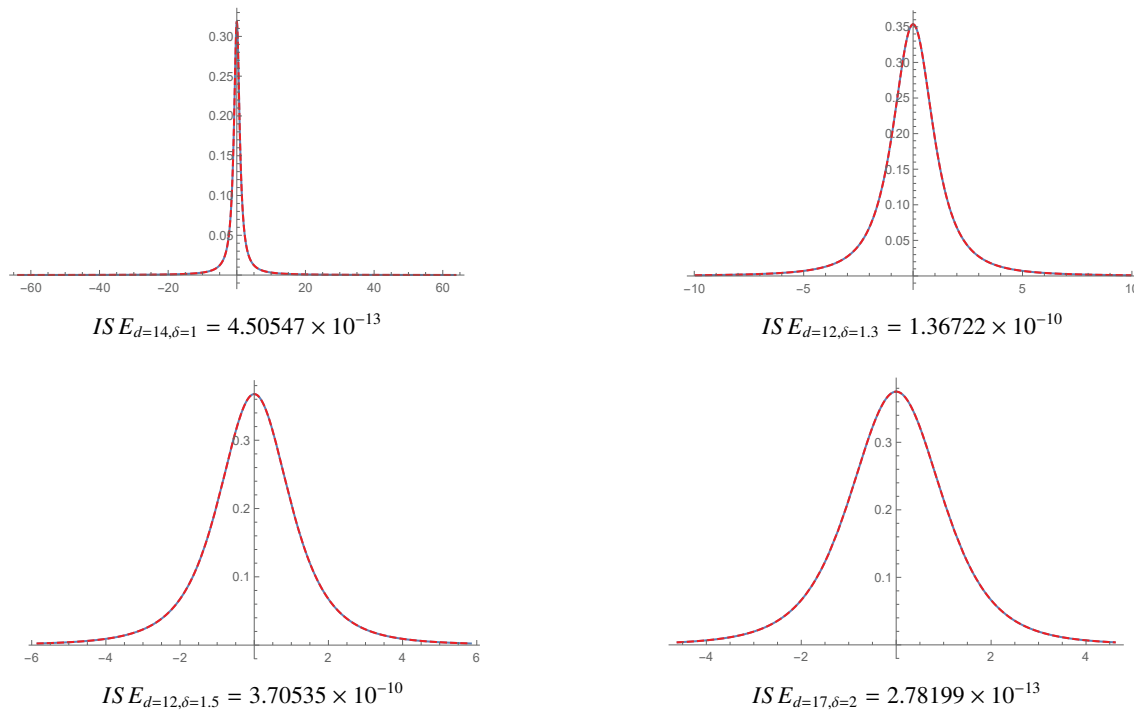 0.30
0.25
0.20
0.15
0.10
0.05
−60 −40 −20 0 20 40 60
ISE_{d=14,δ=1} = 4.50547 × 10^{−13}
0.35
0.30
0.25
0.20
0.15
0.10
0.05
−10 −5 0 5 10
ISE_{d=12,δ=1.3} = 1.36722 × 10^{−10}
0.3
0.2
0.1
−6 −4 −2 0 2 4 6
ISE_{d=12,δ=1.5} = 3.70535 × 10^{−10}
0.3
0.2
0.1
−4 −2 0 2 4
ISE_{d=17,δ=2} = 2.78199 × 10^{−13}